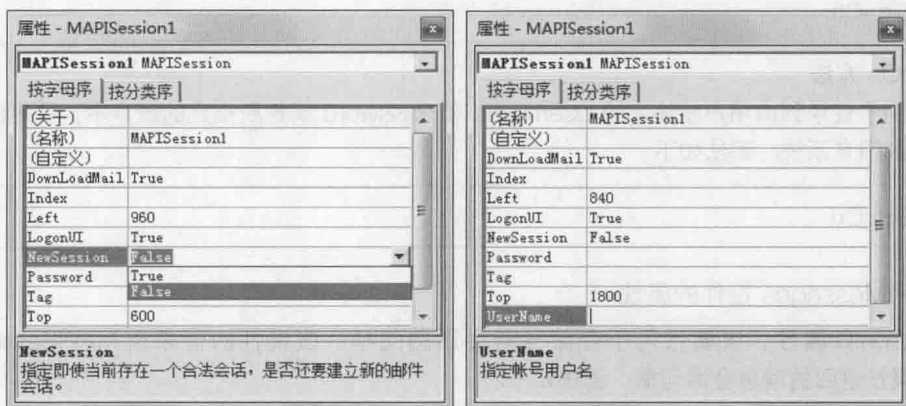 属性 - MAPISession1
MAPISession1 MAPISession
按字母序 按分类序
(关于)
(名称) MAPISession1
(自定义)
DownLoadMail True
Index
Left 960
LogonUI True
NewSession False
Password True
False
Tag
Top 600
NewSession
指定即使当前存在一个合法会话，是否还要建立新的邮件
会话。
属性 - MAPISession1
MAPISession1 MAPISession
按字母序 按分类序
(名称) MAPISession1
(自定义)
DownLoadMail True
Index
Left 840
LogonUI True
NewSession False
Password
Tag
Top 1800
UserName
UserName
指定帐号用户名